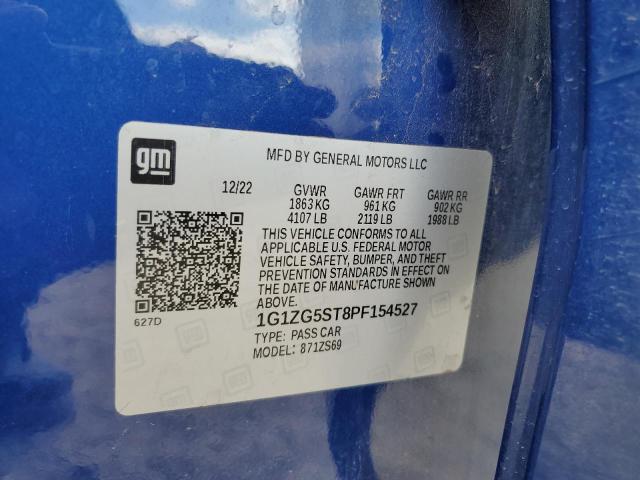 gm
MFD BY GENERAL MOTORS LLC
12/22 GVWR GAWR FRT GAWR RR
1863 KG 961 KG 902 KG
4107 LB 2119 LB 1988 LB
THIS VEHICLE CONFORMS TO ALL
APPLICABLE U.S. FEDERAL MOTOR
VEHICLE SAFETY, BUMPER, AND THEFT
PREVENTION STANDARDS IN EFFECT ON
THE DATE OF MANUFACTURE SHOWN
ABOVE.
627D
1G1ZG5ST8PF154527
TYPE: PASS CAR
MODEL: 871ZS69